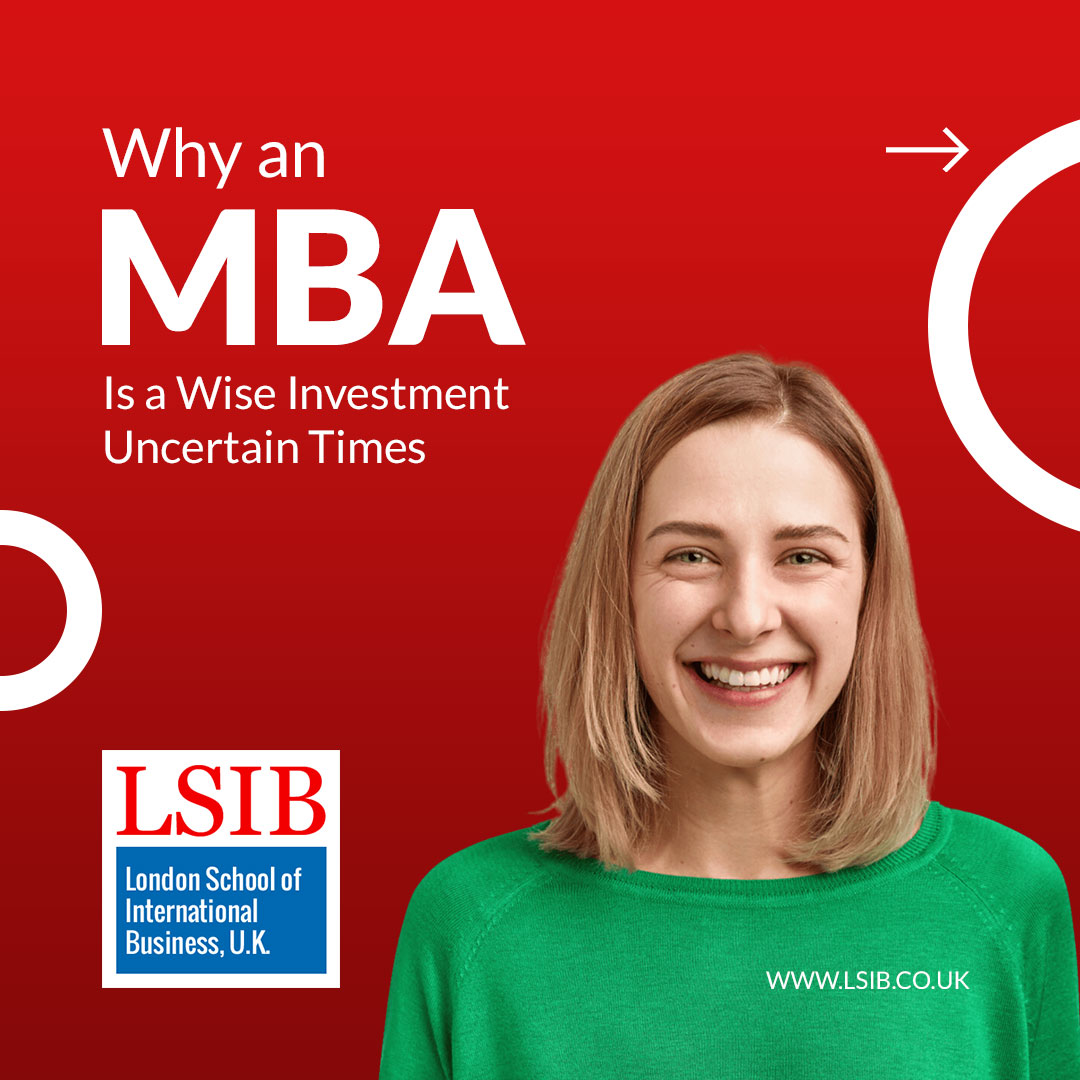 Why an
MBA
Is a Wise Investment
Uncertain Times
LSIB
London School of
International
Business, U.K.
WWW.LSIB.CO.UK